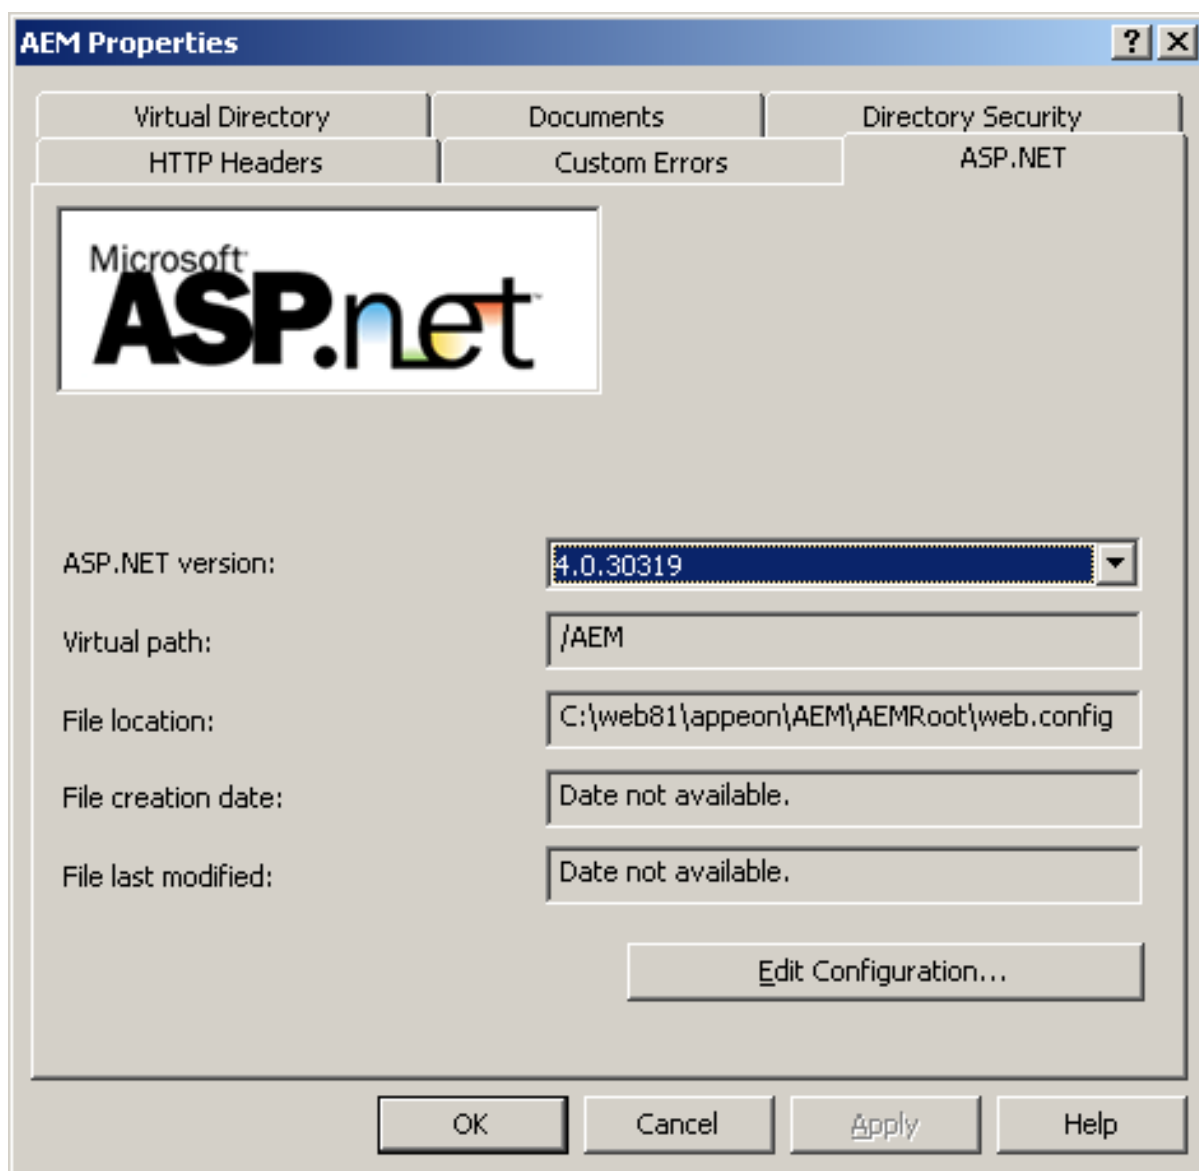 AEM Properties
Virtual Directory
Documents
Directory Security
HTTP Headers
Custom Errors
ASP.NET
Microsoft
ASP.net
ASP.NET version:
4.0.30319
Virtual path:
/AEM
File location:
C:\web81\appeon\AEM\AEMRoot\web.config
File creation date:
Date not available.
File last modified:
Date not available.
Edit Configuration...
OK
Cancel
Apply
Help